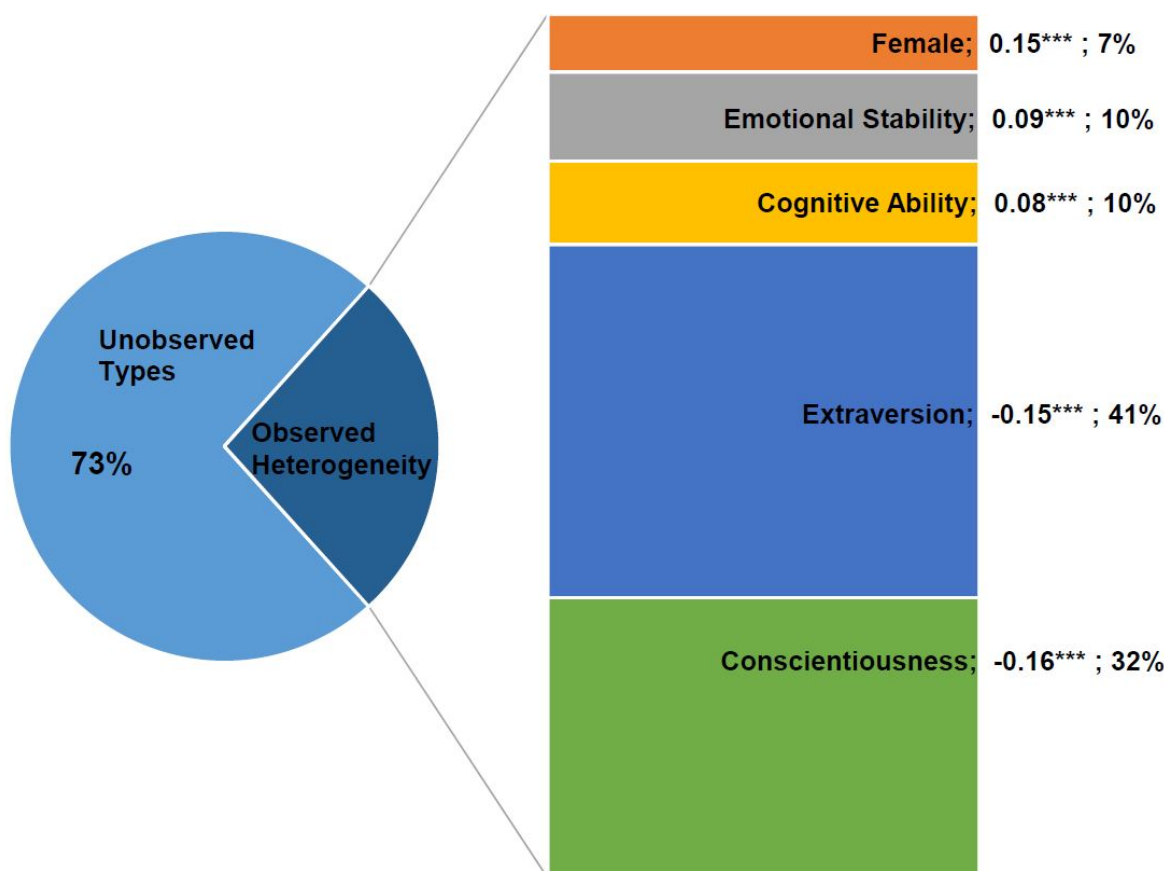 Female; 0.15*** ; 7%
Emotional Stability; 0.09*** ; 10%
Cognitive Ability; 0.08*** ; 10%
Unobserved
Types
73%
Observed
Heterogeneity
Extraversion; -0.15*** ; 41%
Conscientiousness; -0.16*** ; 32%